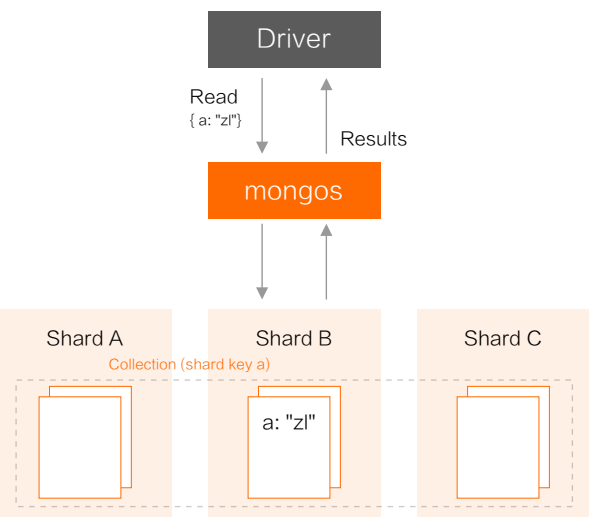 Driver
Read
{ a: "zl"}
Results
mongos
Shard A
Shard B
Shard C
Collection (shard key a)
a: "zl"